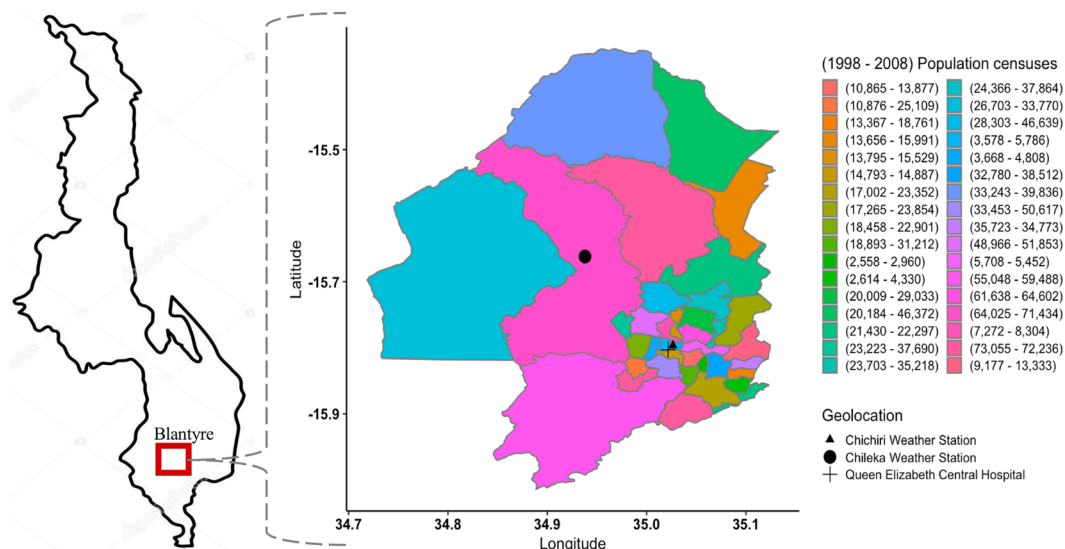 Blantyre
Latitude
-15.5
-15.7
-15.9
34.7 34.8 34.9 35.0 35.1
Longitude
(1998 - 2008) Population censuses
(10,865 - 13,877) (24,366 - 37,864)
(10,876 - 25,109) (26,703 - 33,770)
(13,367 - 18,761) (28,303 - 46,639)
(13,656 - 15,991) (3,578 - 5,786)
(13,795 - 15,529) (3,668 - 4,808)
(14,793 - 14,887) (32,780 - 38,512)
(17,002 - 23,352) (33,243 - 39,836)
(17,265 - 23,854) (33,453 - 50,617)
(18,458 - 22,901) (35,723 - 34,773)
(18,893 - 31,212) (48,966 - 51,853)
(2,558 - 2,960) (5,708 - 5,452)
(2,614 - 4,330) (55,048 - 59,488)
(20,009 - 29,033) (61,638 - 64,602)
(20,184 - 46,372) (64,025 - 71,434)
(21,430 - 22,297) (7,272 - 8,304)
(23,223 - 37,690) (73,055 - 72,236)
(23,703 - 35,218) (9,177 - 13,333)
Geolocation
Chichiri Weather Station
Chileka Weather Station
Queen Elizabeth Central Hospital